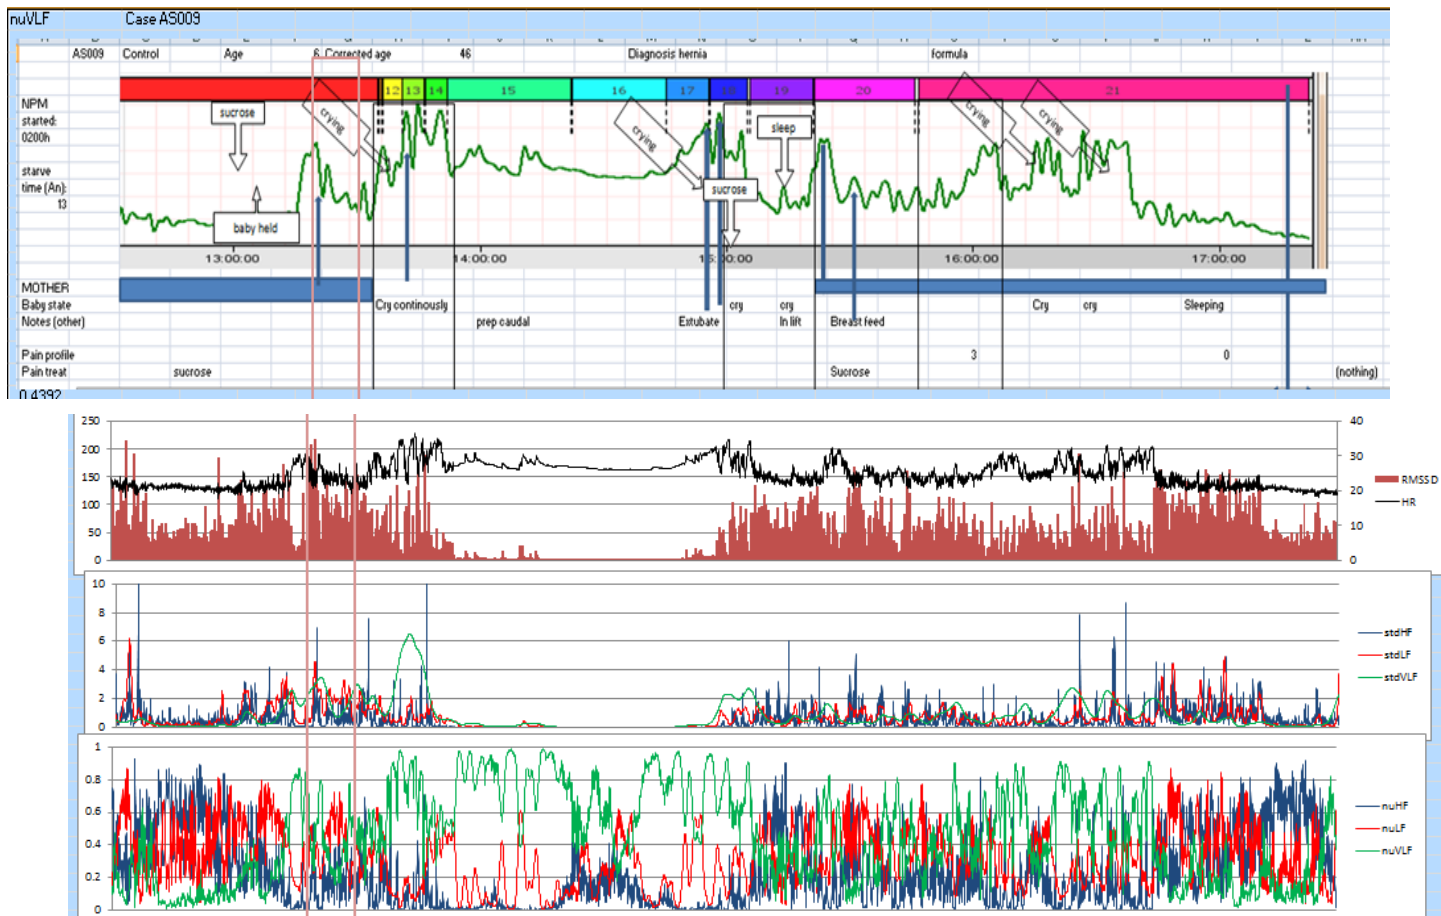 nuVLF Case AS009
AS009 Control Age 6 Corrected age 46 Diagnosis hernia formula
12 13 14 15 16 17 18 19 20 21
NPM
started:
0200h
starve
time (An):
13
sucrose
crying
baby held
crying
sucrose
sleep
crying
crying
13:00:00 14:00:00 15:00:00 16:00:00 17:00:00
MOTHER
Baby state Cry continously cry cry Cry cry Sleeping
Notes (other) prep caudal Extubate In lift Breast feed
Pain profile 3 0
Pain treat sucrose Sucrose (nothing)
0.4392
250 40
200 30
150 20
100 10
50 0
0
RMSSD
HR
10
8
6
4
2
0
stdHF
stdLF
stdVLF
1
0.8
0.6
0.4
0.2
0
nuHF
nuLF
nuVLF